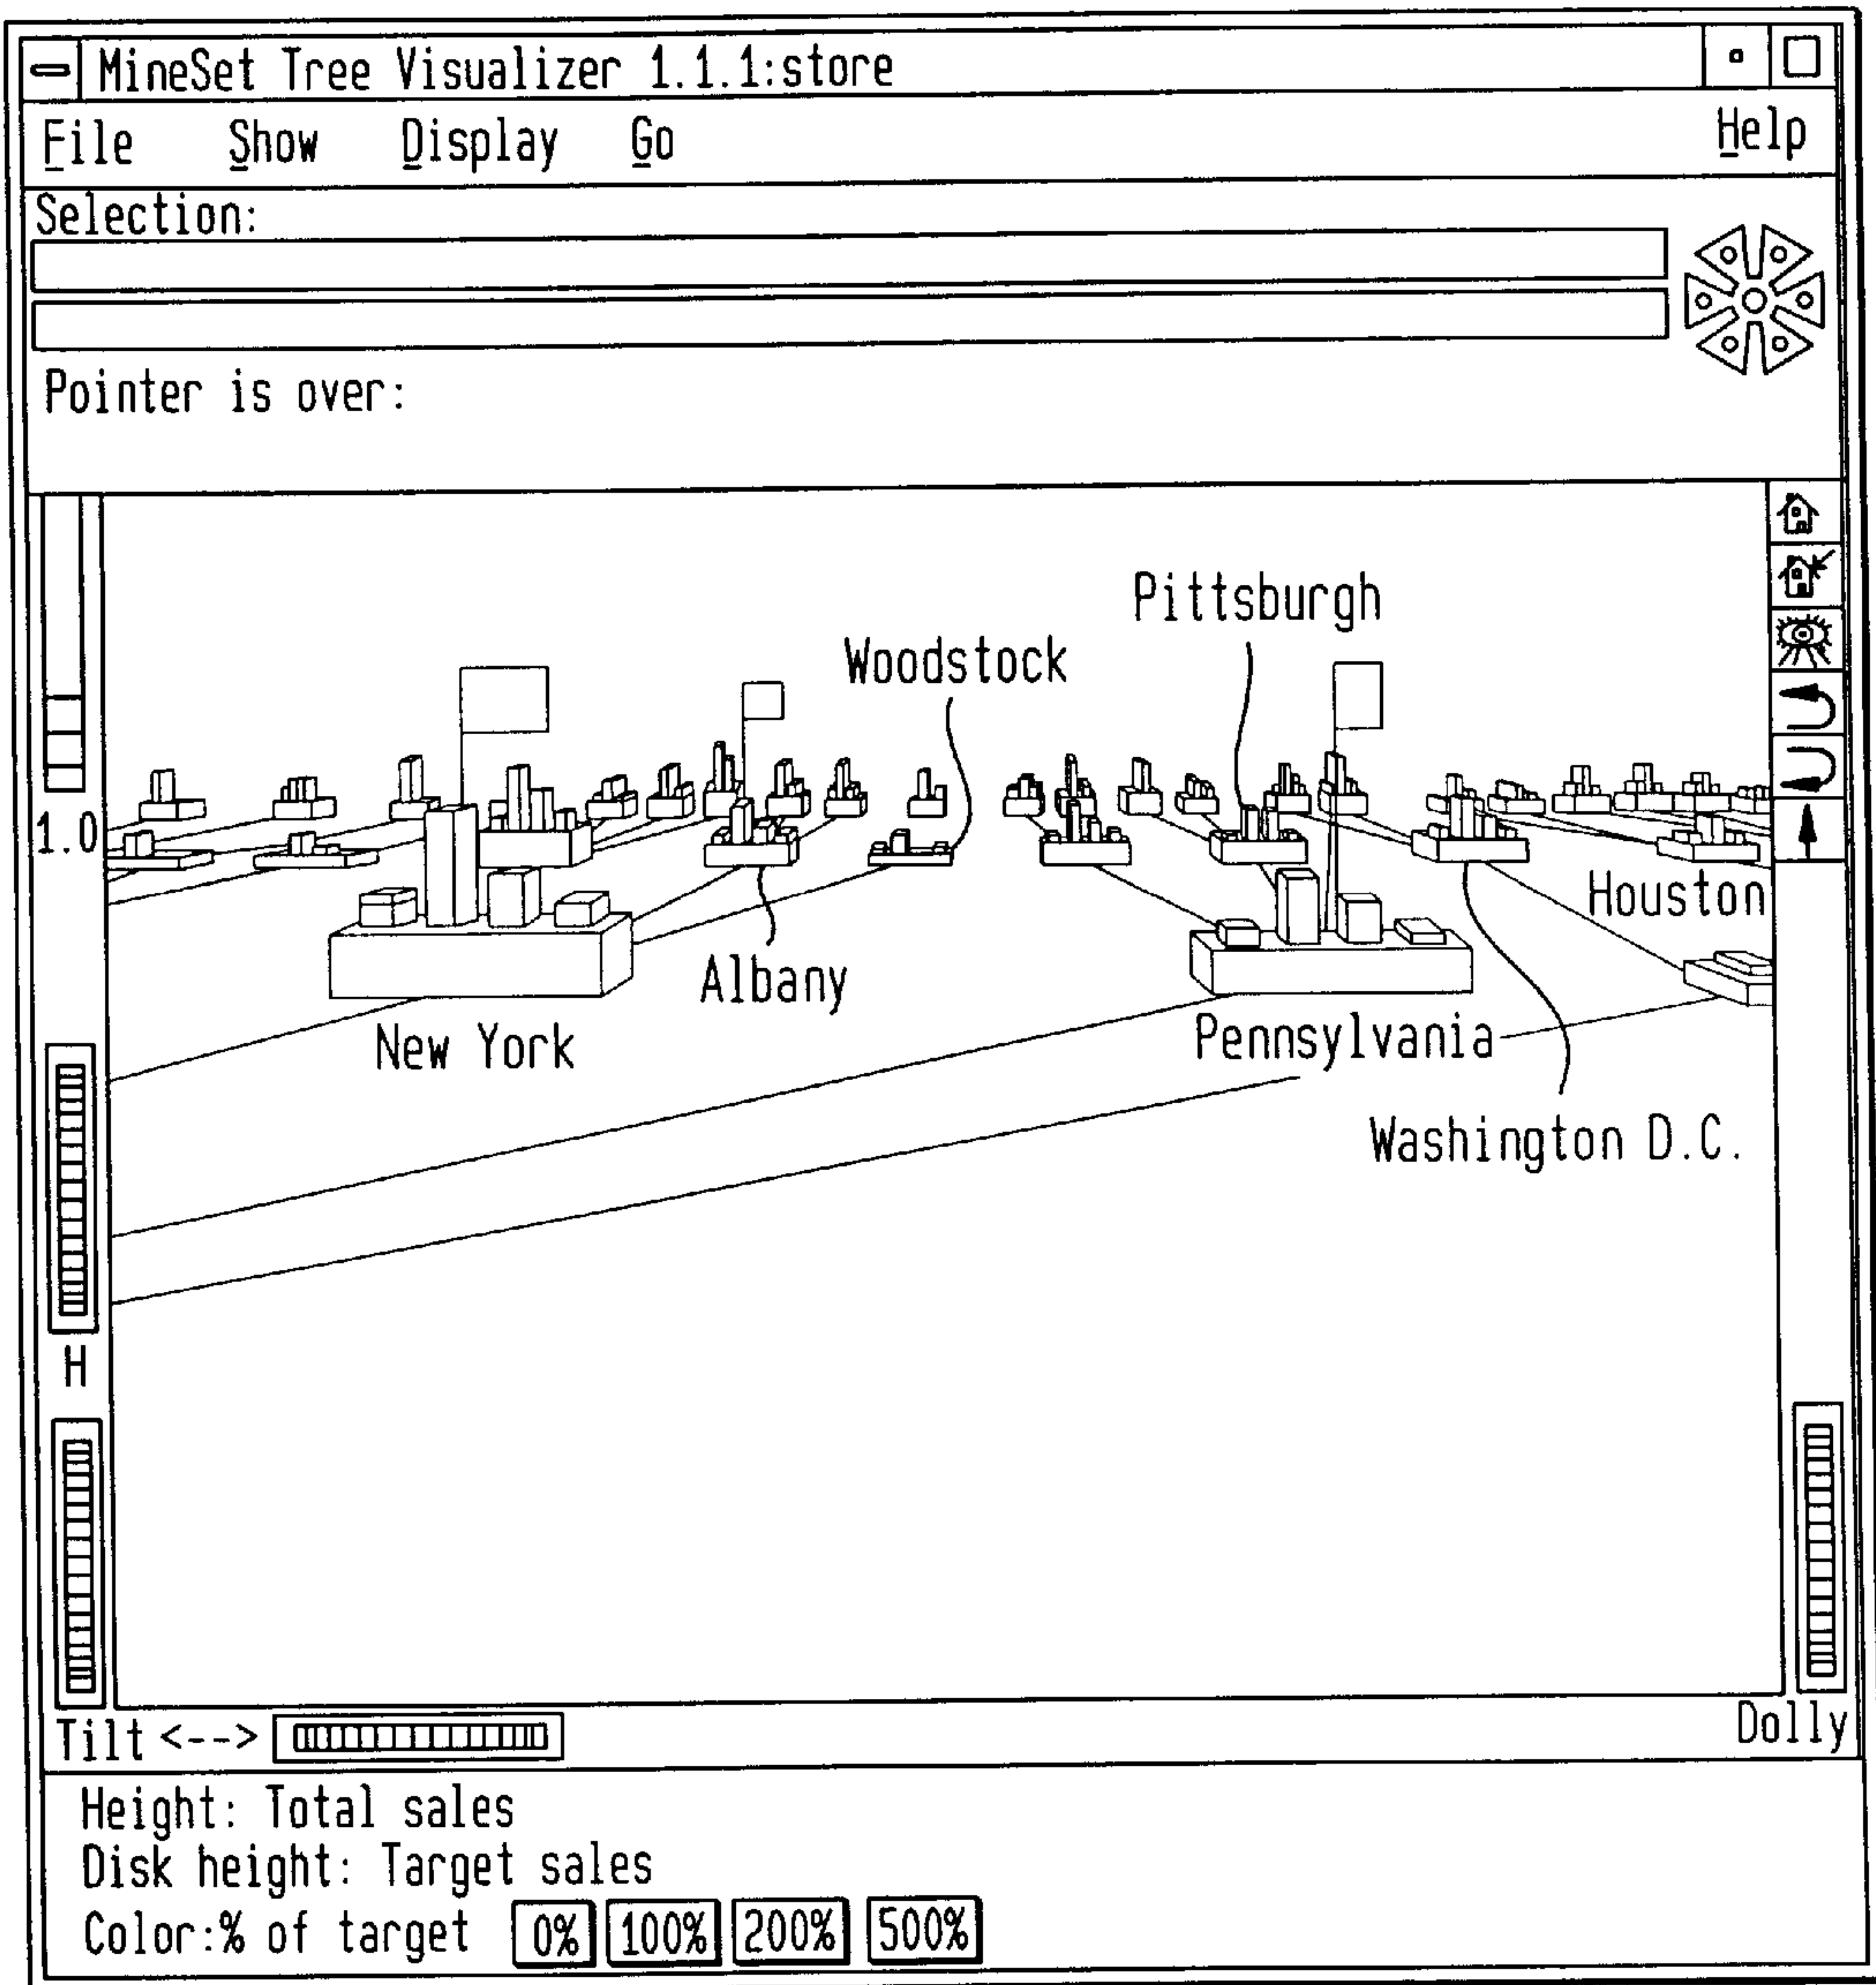 MineSet Tree Visualizer 1.1.1:store
File Show Display Go Help
Selection:
Pointer is over:
Pittsburgh
Woodstock
1.0
Houston
Albany
New York
Pennsylvania
Washington D.C.
H
Tilt <--> Dolly
Height: Total sales
Disk height: Target sales
Color:% of target 0% 100% 200% 500%